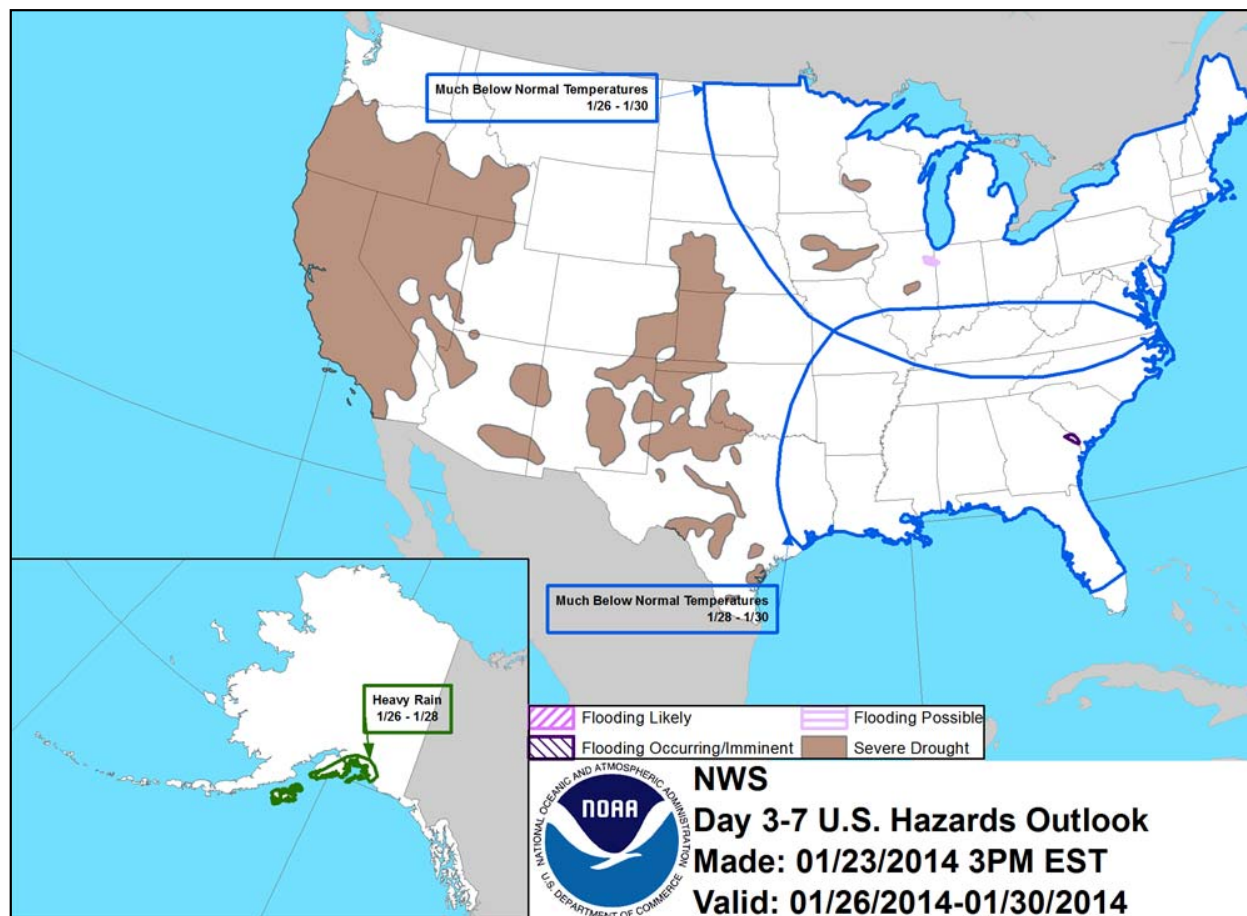 Much Below Normal Temperatures
1/26 - 1/30
Much Below Normal Temperatures
1/28 - 1/30
Heavy Rain
1/26 - 1/28
Flooding Likely
Flooding Possible
Flooding Occurring/Imminent
Severe Drought
NATIONAL OCEANIC AND ATMOSPHERIC ADMINISTRATION
U.S. DEPARTMENT OF COMMERCE
NOAA
NWS
Day 3-7 U.S. Hazards Outlook
Made: 01/23/2014 3PM EST
Valid: 01/26/2014-01/30/2014